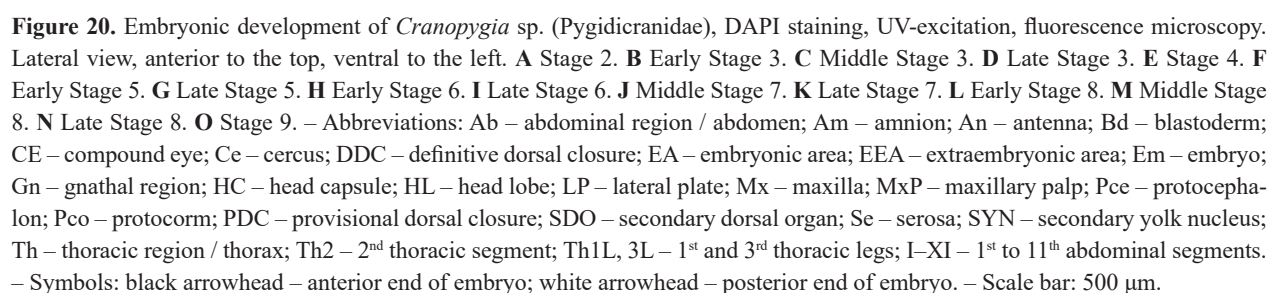 Figure 20. Embryonic development of Cranopygia sp. (Pygidicranidae), DAPI staining, UV-excitation, fluorescence microscopy.
Lateral view, anterior to the top, ventral to the left. A Stage 2. B Early Stage 3. C Middle Stage 3. D Late Stage 3. E Stage 4. F
Early Stage 5. G Late Stage 5. H Early Stage 6. I Late Stage 6. J Middle Stage 7. K Late Stage 7. L Early Stage 8. M Middle Stage
8. N Late Stage 8. O Stage 9. – Abbreviations: Ab – abdominal region / abdomen; Am – amnion; An – antenna; Bd – blastoderm;
CE – compound eye; Ce – cercus; DDC – definitive dorsal closure; EA – embryonic area; EEA – extraembryonic area; Em – embryo;
Gn – gnathal region; HC – head capsule; HL – head lobe; LP – lateral plate; Mx – maxilla; MxP – maxillary palp; Pce – protocepha-
lon; Pco – protocorm; PDC – provisional dorsal closure; SDO – secondary dorsal organ; Se – serosa; SYN – secondary yolk nucleus;
Th – thoracic region / thorax; Th2 – 2nd thoracic segment; Th1L, 3L – 1st and 3rd thoracic legs; I–XI – 1st to 11th abdominal segments.
– Symbols: black arrowhead – anterior end of embryo; white arrowhead – posterior end of embryo. – Scale bar: 500 μm.